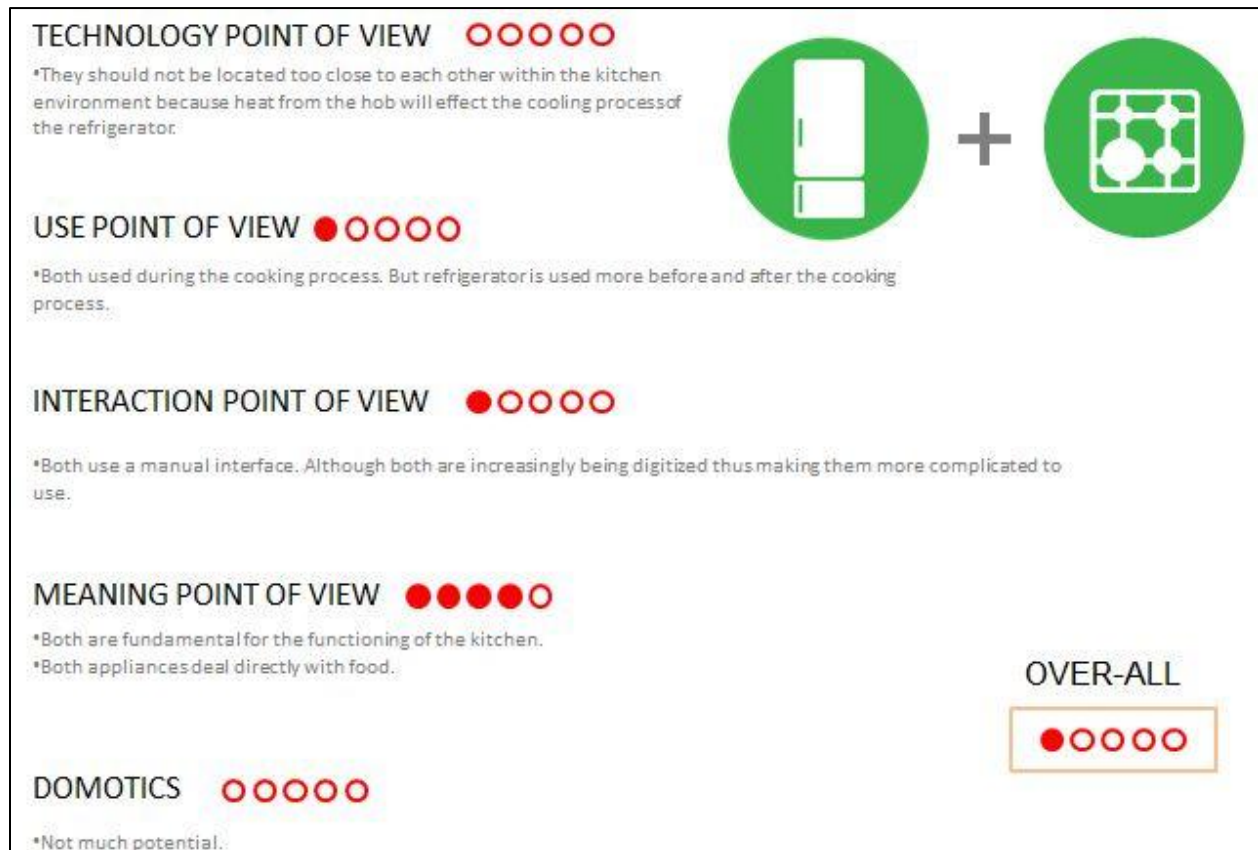 TECHNOLOGY POINT OF VIEW
*They should not be located too close to each other within the kitchen
environment because heat from the hob will effect the cooling processof
the refrigerator.
USE POINT OF VIEW
*Both used during the cooking process. But refrigerator is used more before and after the cooking
process.
INTERACTION POINT OF VIEW
*Both use a manual interface. Although both are increasingly being digitized thus making them more complicated to
use.
MEANING POINT OF VIEW
*Both are fundamental for the functioning of the kitchen.
*Both appliances deal directly with food.
OVER-ALL
DOMOTICS
*Not much potential.